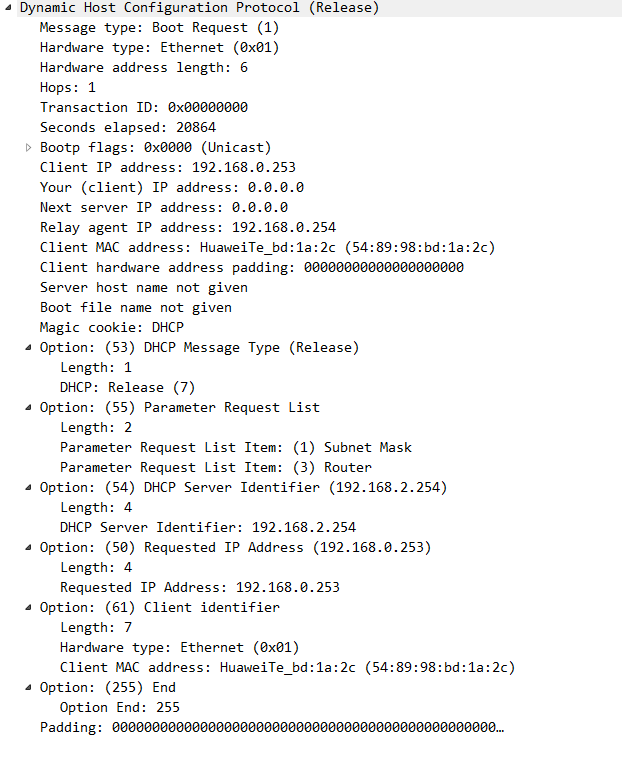 Dynamic Host Configuration Protocol (Release)
Message type: Boot Request (1)
Hardware type: Ethernet (0x01)
Hardware address length: 6
Hops: 1
Transaction ID: 0x00000000
Seconds elapsed: 20864
Bootp flags: 0x0000 (Unicast)
Client IP address: 192.168.0.253
Your (client) IP address: 0.0.0.0
Next server IP address: 0.0.0.0
Relay agent IP address: 192.168.0.254
Client MAC address: HuaweiTe_bd:1a:2c (54:89:98:bd:1a:2c)
Client hardware address padding: 00000000000000000000
Server host name not given
Boot file name not given
Magic cookie: DHCP
Option: (53) DHCP Message Type (Release)
Length: 1
DHCP: Release (7)
Option: (55) Parameter Request List
Length: 2
Parameter Request List Item: (1) Subnet Mask
Parameter Request List Item: (3) Router
Option: (54) DHCP Server Identifier (192.168.2.254)
Length: 4
DHCP Server Identifier: 192.168.2.254
Option: (50) Requested IP Address (192.168.0.253)
Length: 4
Requested IP Address: 192.168.0.253
Option: (61) Client identifier
Length: 7
Hardware type: Ethernet (0x01)
Client MAC address: HuaweiTe_bd:1a:2c (54:89:98:bd:1a:2c)
Option: (255) End
Option End: 255
Padding: 000000000000000000000000000000000000000000000000…